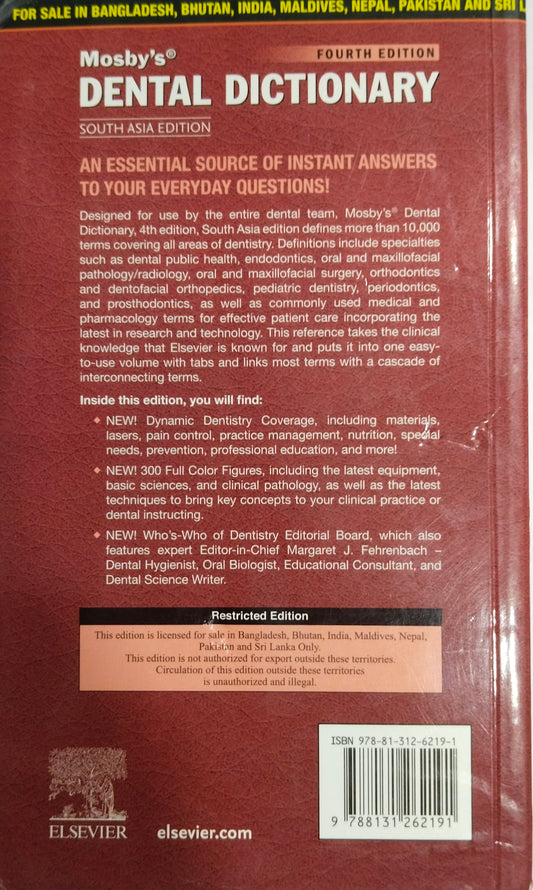 FOR SALE IN BANGLADESH, BHUTAN, INDIA, MALDIVES, NEPAL, PAKISTAN AND SRI L
Mosby's®
FOURTH EDITION
DENTAL DICTIONARY
SOUTH ASIA EDITION
AN ESSENTIAL SOURCE OF INSTANT ANSWERS
TO YOUR EVERYDAY QUESTIONS!
Designed for use by the entire dental team, Mosby's® Dental
Dictionary, 4th edition, South Asia edition defines more than 10,000
terms covering all areas of dentistry. Definitions include specialties
such as dental public health, endodontics, oral and maxillofacial
pathology/radiology, oral and maxillofacial surgery, orthodontics
and dentofacial orthopedics, pediatric dentistry, periodontics,
and prosthodontics, as well as commonly used medical and
pharmacology terms for effective patient care incorporating the
latest in research and technology. This reference takes the clinical
knowledge that Elsevier is known for and puts it into one easy-
to-use volume with tabs and links most terms with a cascade of
interconnecting terms.
Inside this edition, you will find:
◆ NEW! Dynamic Dentistry Coverage, including materials,
lasers, pain control, practice management, nutrition, special
needs, prevention, professional education, and more!
◆ NEW! 300 Full Color Figures, including the latest equipment,
basic sciences, and clinical pathology, as well as the latest
techniques to bring key concepts to your clinical practice or
dental instructing.
◆ NEW! Who's-Who of Dentistry Editorial Board, which also
features expert Editor-in-Chief Margaret J. Fehrenbach –
Dental Hygienist, Oral Biologist, Educational Consultant, and
Dental Science Writer.
Restricted Edition
This edition is licensed for sale in Bangladesh, Bhutan, India, Maldives, Nepal,
Pakistan and Sri Lanka Only.
This edition is not authorized for export outside these territories.
Circulation of this edition outside these territories
is unauthorized and illegal.
ISBN 978-81-312-6219-1
9 788131 262191
ELSEVIER
elsevier.com